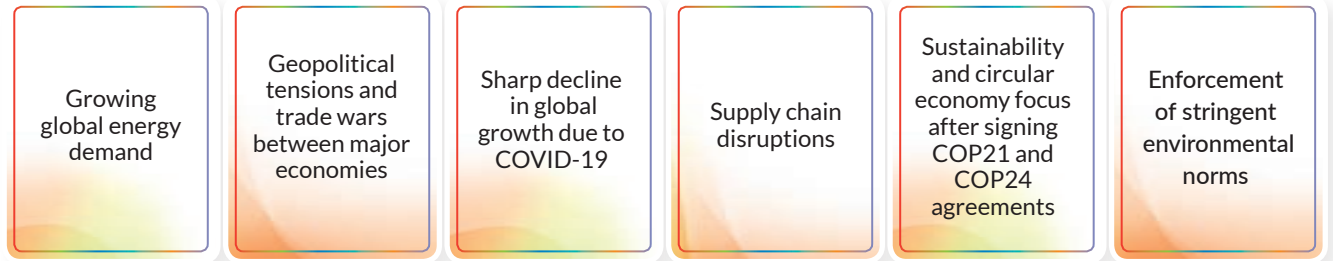 Growing
global energy
demand
Geopolitical
tensions and
trade wars
between major
economies
Sharp decline
in global
growth due to
COVID-19
Supply chain
disruptions
Sustainability
and circular
economy focus
after signing
COP21 and
COP24
agreements
Enforcement
of stringent
environmental
norms